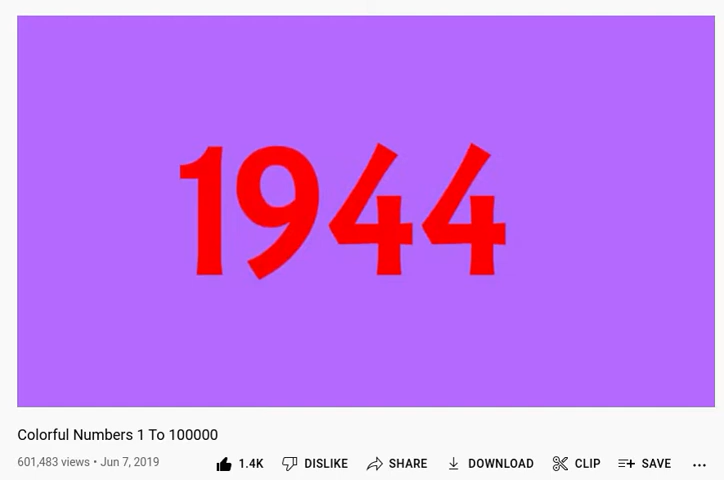 1944
Colorful Numbers 1 To 100000
601,483 views • Jun 7, 2019 1.4K DISLIKE SHARE DOWNLOAD CLIP SAVE ...